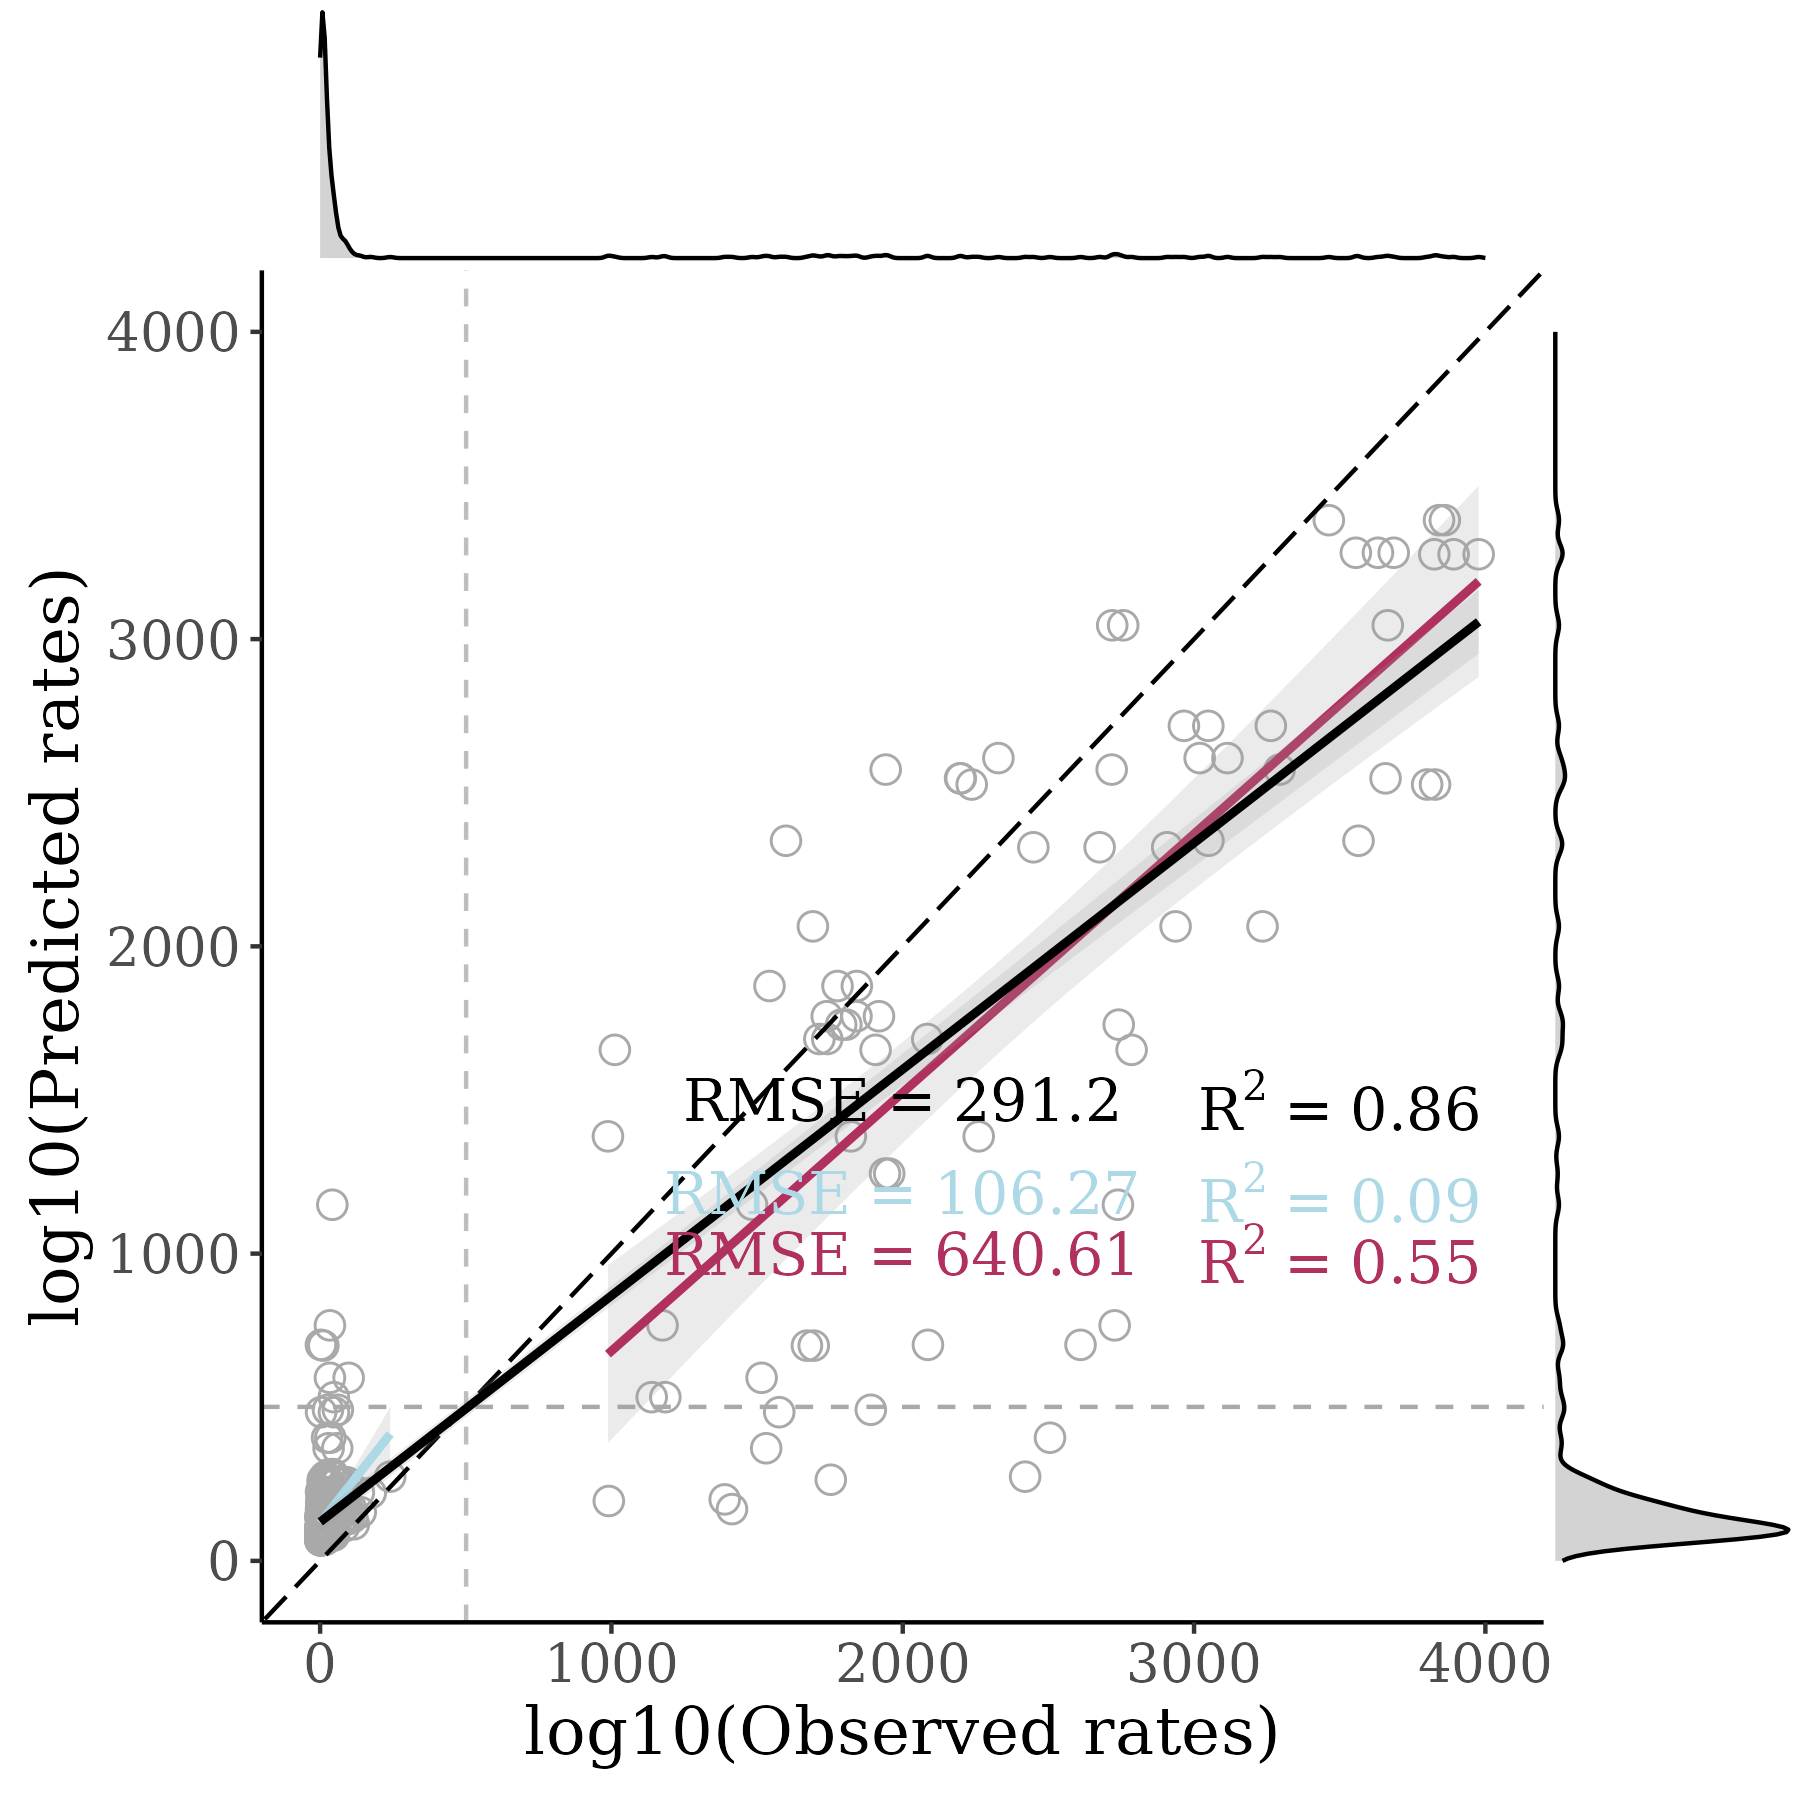 4000
3000
2000
1000
0
log10(Predicted rates)
RMSE = 291.2 R² = 0.86
RMSE = 106.27 R² = 0.09
RMSE = 640.61 R² = 0.55
0 1000 2000 3000 4000
log10(Observed rates)